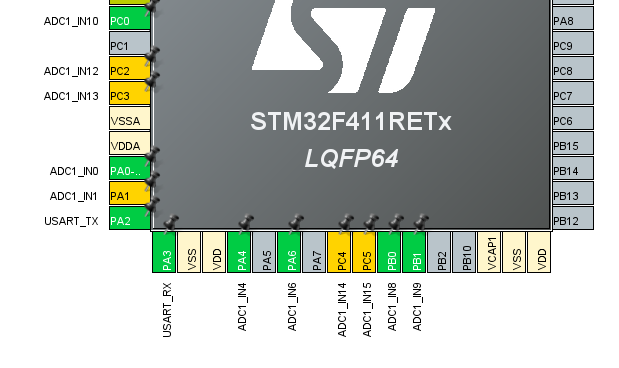 ADC1_IN10 PC0 PA8
PC1 PC9
ADC1_IN12 PC2 PC8
ADC1_IN13 PC3 PC7
VSSA PC6
VDDA PB15
ADC1_IN0 PA0-.. PB14
ADC1_IN1 PA1 PB13
USART_TX PA2 PB12
STM32F411RETx
LQFP64
PA3 VSS VDD PA4 PA5 PA6 PA7 PC4 PC5 PB0 PB1 PB2 PB10 VCAP1 VSS VDD
USART_RX ADC1_IN4 ADC1_IN6 ADC1_IN14 ADC1_IN15 ADC1_IN8 ADC1_IN9